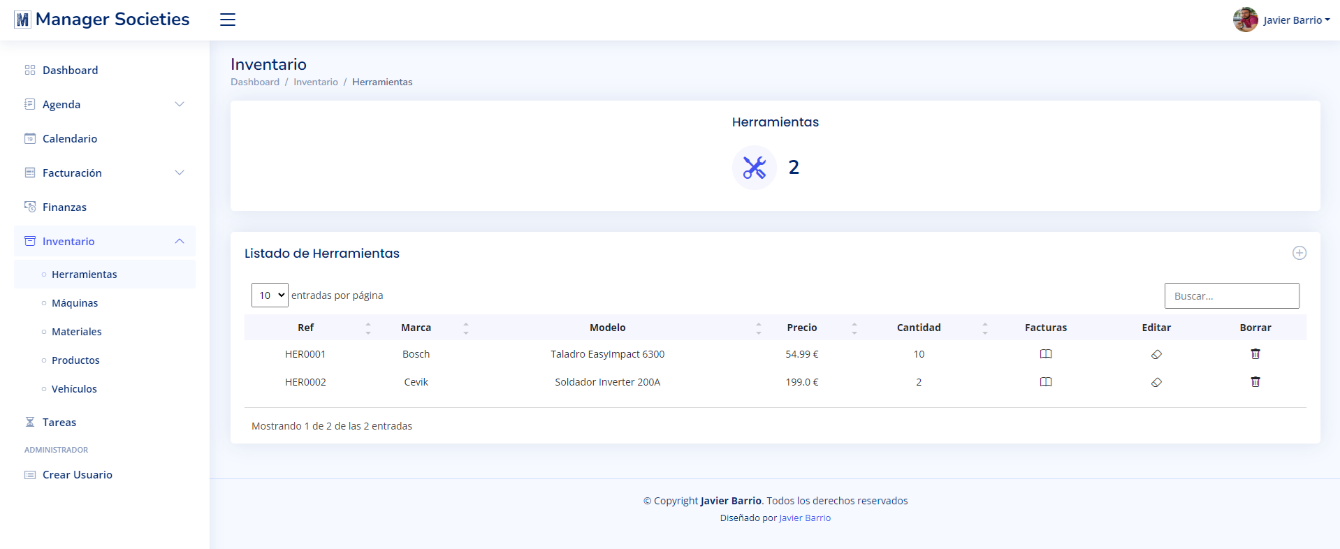 Manager Societies
Javier Barrio
Dashboard
Agenda
Calendario
Facturación
Finanzas
Inventario
Herramientas
Máquinas
Materiales
Productos
Vehículos
Tareas
ADMINISTRADOR
Crear Usuario
Inventario
Dashboard / Inventario / Herramientas
Herramientas
2
Listado de Herramientas
10 entradas por página
Buscar...
Ref Marca Modelo Precio Cantidad Facturas Editar Borrar
HER0001 Bosch Taladro EasyImpact 6300 54.99 € 10
HER0002 Cevik Soldador Inverter 200A 199.0 € 2
Mostrando 1 de 2 de las 2 entradas
© Copyright Javier Barrio. Todos los derechos reservados
Diseñado por Javier Barrio